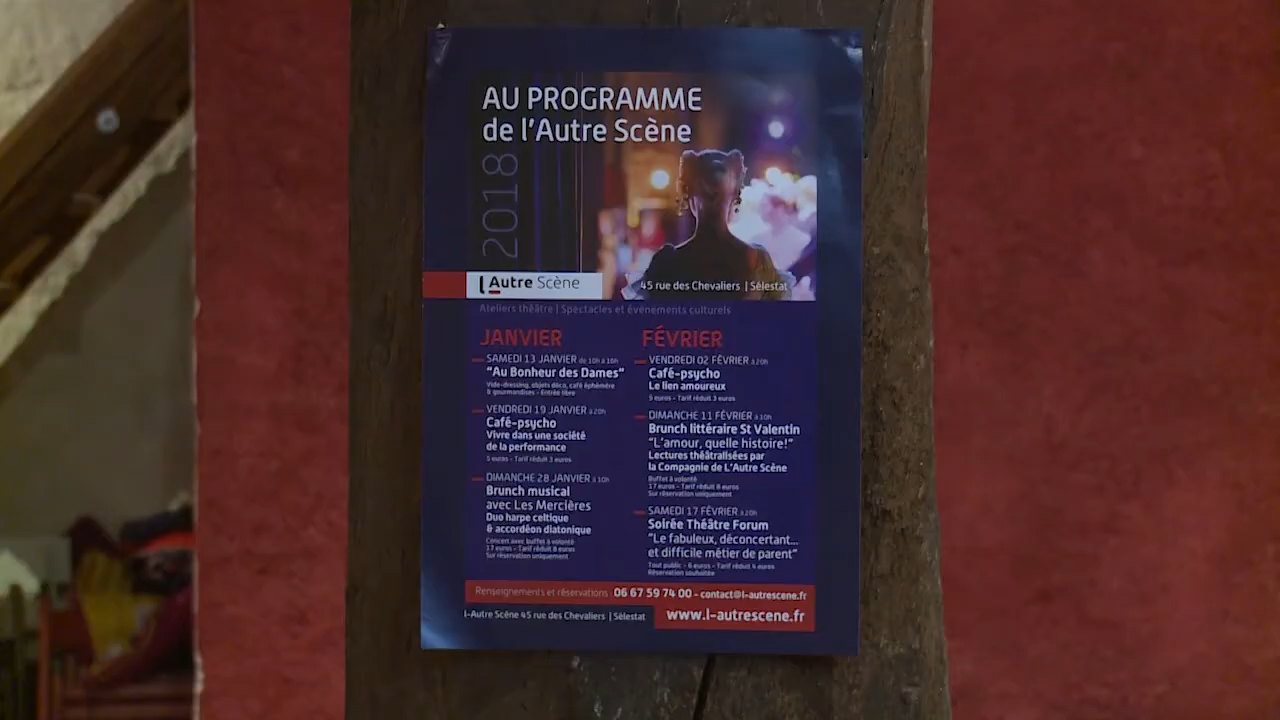 AU PROGRAMME
de l'Autre Scène
2018
l Autre Scène
45 rue des Chevaliers | Sélestat
Ateliers théâtre | Spectacles et événements culturels
JANVIER
SAMEDI 13 JANVIER de 10h à 16h
"Au Bonheur des Dames"
Vide-dressing, objets déco, café éphémère
& gourmandises - Entrée libre
VENDREDI 19 JANVIER à 20h
Café-psycho
Vivre dans une société
de la performance
5 euros - Tarif réduit 3 euros
DIMANCHE 28 JANVIER à 10h
Brunch musical
avec Les Mercières
Duo harpe celtique
& accordéon diatonique
Concert avec buffet à volonté
17 euros - Tarif réduit 8 euros
Sur réservation uniquement
FÉVRIER
VENDREDI 02 FÉVRIER à 20h
Café-psycho
Le lien amoureux
5 euros - Tarif réduit 3 euros
DIMANCHE 11 FÉVRIER à 10h
Brunch littéraire St Valentin
"L'amour, quelle histoire!"
Lectures théâtralisées par
la Compagnie de L'Autre Scène
Buffet à volonté
17 euros - Tarif réduit 8 euros
Sur réservation uniquement
SAMEDI 17 FÉVRIER à 20h
Soirée Théâtre Forum
"Le fabuleux, déconcertant...
et difficile métier de parent"
Tout public - 6 euros - Tarif réduit 4 euros
Réservation souhaitée
Renseignements et réservations | 06 67 59 74 00 - contact@l-autrescene.fr
l-Autre Scène 45 rue des Chevaliers | Sélestat
www.l-autrescene.fr